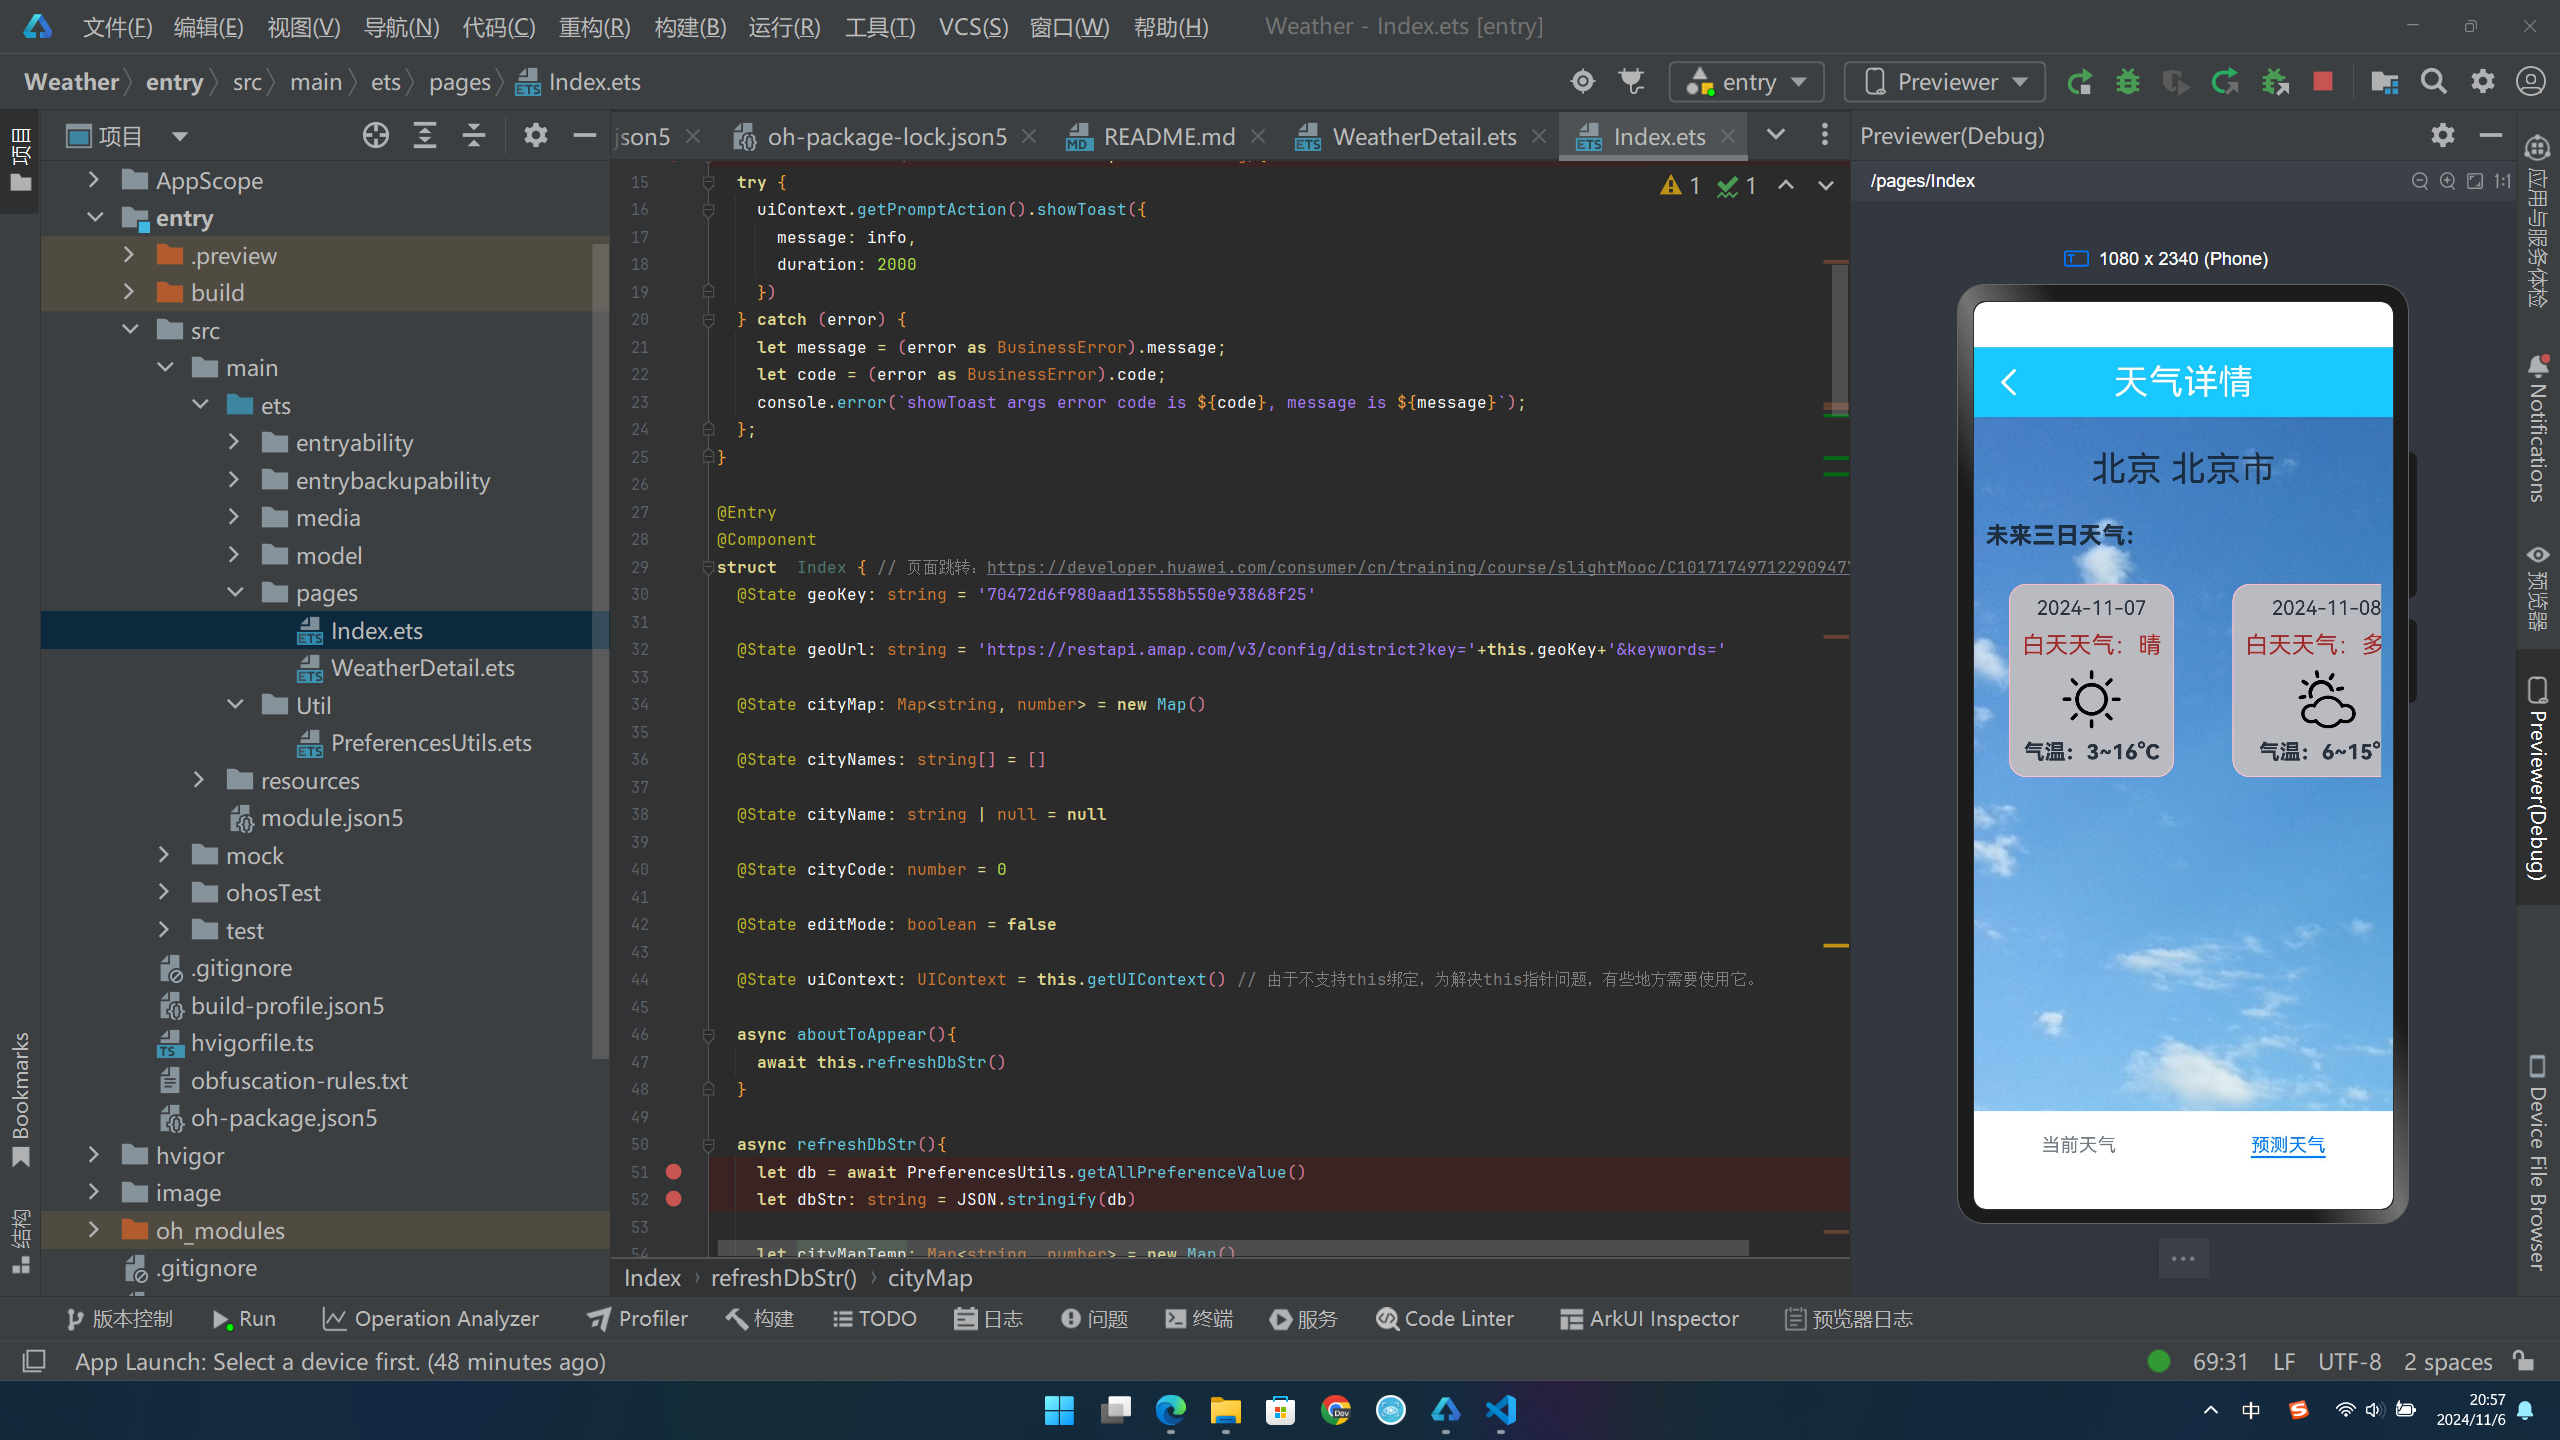 文件(F) 编辑(E) 视图(V) 导航(N) 代码(C) 重构(R) 构建(B) 运行(R) 工具(T) VCS(S) 窗口(W) 帮助(H) Weather - Index.ets [entry]
Weather entry src main ets pages Index.ets entry Previewer
项目
json5 oh-package-lock.json5 README.md WeatherDetail.ets Index.ets
Previewer(Debug)
项目
AppScope
entry
.preview
build
src
main
ets
entryability
entrybackupability
media
model
pages
Index.ets
WeatherDetail.ets
Util
PreferencesUtils.ets
resources
module.json5
mock
ohosTest
test
.gitignore
build-profile.json5
hvigorfile.ts
obfuscation-rules.txt
oh-package.json5
hvigor
image
oh_modules
.gitignore
Bookmarks
结构
1 1
15 try {
16 uiContext.getPromptAction().showToast({
17 message: info,
18 duration: 2000
19 })
20 } catch (error) {
21 let message = (error as BusinessError).message;
22 let code = (error as BusinessError).code;
23 console.error(`showToast args error code is ${code}, message is ${message}`);
24 };
25 }
26
27 @Entry
28 @Component
29 struct Index { // 页面跳转：https://developer.huawei.com/consumer/cn/training/course/slightMooc/C10171749712290947
30 @State geoKey: string = '70472d6f980aad13558b550e93868f25'
31
32 @State geoUrl: string = 'https://restapi.amap.com/v3/config/district?key='+this.geoKey+'&keywords='
33
34 @State cityMap: Map<string, number> = new Map()
35
36 @State cityNames: string[] = []
37
38 @State cityName: string | null = null
39
40 @State cityCode: number = 0
41
42 @State editMode: boolean = false
43
44 @State uiContext: UIContext = this.getUIContext() // 由于不支持this绑定，为解决this指针问题，有些地方需要使用它。
45
46 async aboutToAppear(){
47 await this.refreshDbStr()
48 }
49
50 async refreshDbStr(){
51 let db = await PreferencesUtils.getAllPreferenceValue()
52 let dbStr: string = JSON.stringify(db)
53
54 let cityMapTemp: Map<string, number> = new Map()
Index refreshDbStr() cityMap
/pages/Index
1:1
1080 x 2340 (Phone)
天气详情
北京 北京市
未来三日天气：
2024-11-07
白天天气：晴
气温：3~16℃
2024-11-08
白天天气：多
气温：6~15°
当前天气 预测天气
...
应用与服务体检
Notifications
预览器
Previewer(Debug)
Device File Browser
版本控制 Run Operation Analyzer Profiler 构建 TODO 日志 问题 终端 服务 Code Linter ArkUI Inspector 预览器日志
App Launch: Select a device first. (48 minutes ago)
69:31 LF UTF-8 2 spaces
中
20:57
2024/11/6